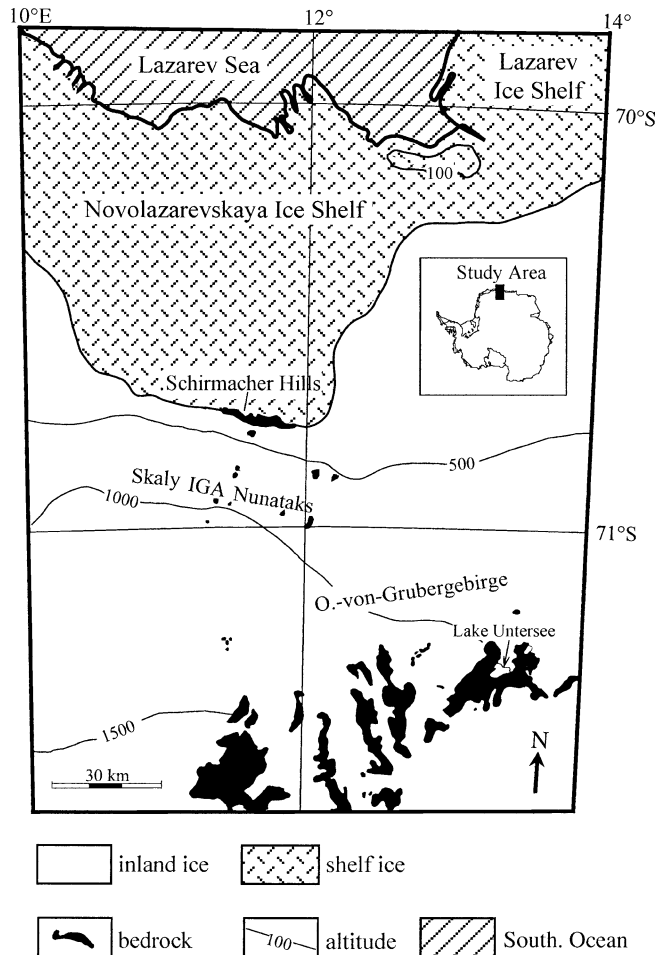 10°E
12°
14°
Lazarev Sea
Lazarev
Ice Shelf
70°S
100
Novolazarevskaya Ice Shelf
Study Area
Schirmacher Hills
500
Skaly IGA Nunataks
1000
71°S
O.-von-Grubergebirge
Lake Untersee
1500
N
30 km
inland ice
shelf ice
bedrock
100
altitude
South. Ocean